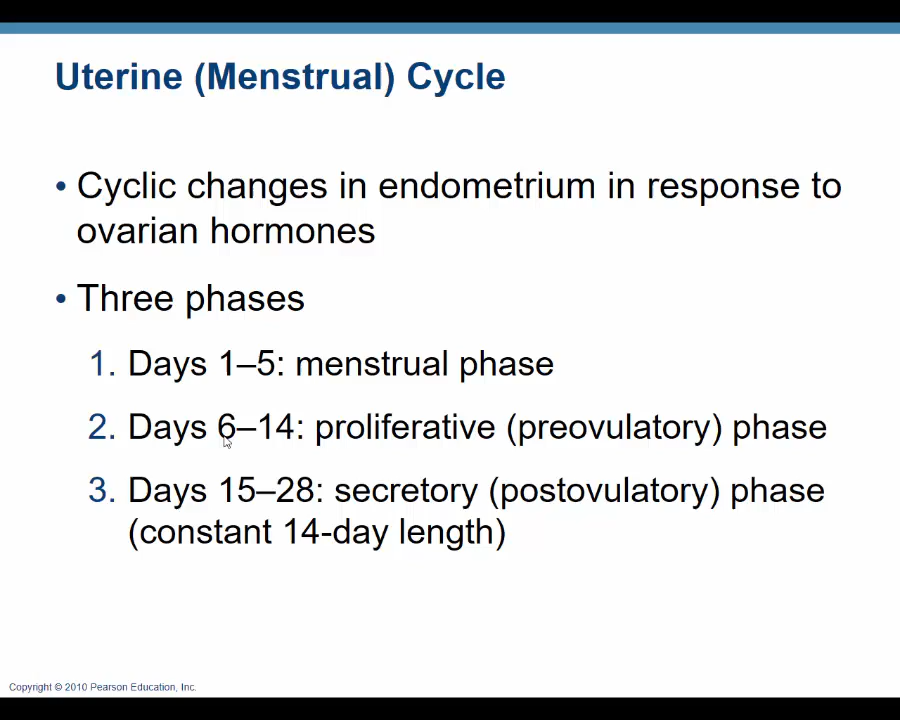 Uterine (Menstrual) Cycle
• Cyclic changes in endometrium in response to
ovarian hormones
• Three phases
1. Days 1–5: menstrual phase
2. Days 6–14: proliferative (preovulatory) phase
3. Days 15–28: secretory (postovulatory) phase
(constant 14-day length)
Copyright © 2010 Pearson Education, Inc.